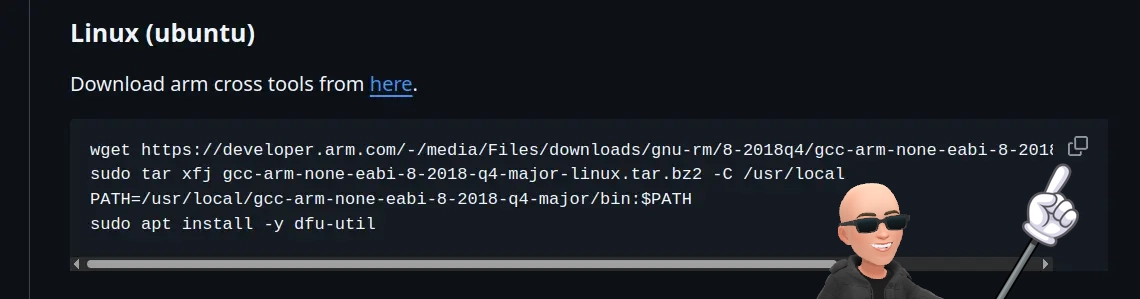 Linux (ubuntu)
Download arm cross tools from here.
wget https://developer.arm.com/-/media/Files/downloads/gnu-rm/8-2018q4/gcc-arm-none-eabi-8-2018
sudo tar xfj gcc-arm-none-eabi-8-2018-q4-major-linux.tar.bz2 -C /usr/local
PATH=/usr/local/gcc-arm-none-eabi-8-2018-q4-major/bin:$PATH
sudo apt install -y dfu-util